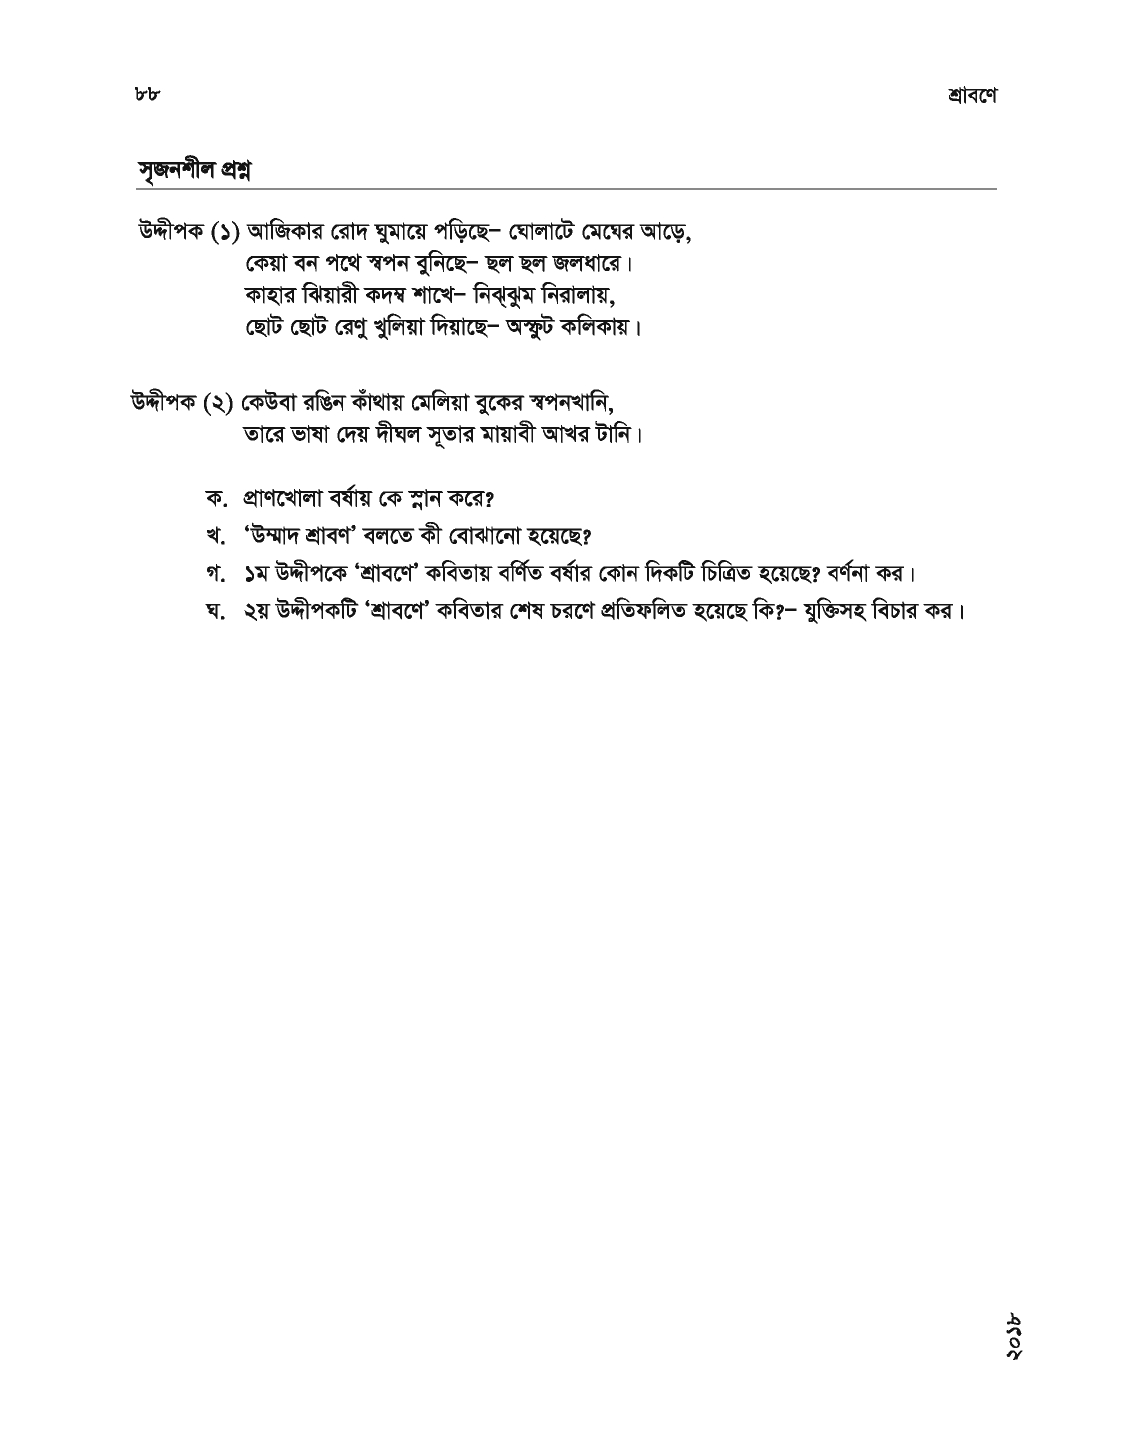 ৮৮ শ্রাবণে
সৃজনশীল প্রশ্ন
উদ্দীপক (১) আজিকার রোদ ঘুমায়ে পড়িছে– ঘোলাটে মেঘের আড়ে,
কেয়া বন পথে স্বপন বুনিছে– ছল ছল জলধারে।
কাহার ঝিয়ারী কদম্ব শাখে– নিঝ্ঝুম নিরালায়,
ছোট ছোট রেণু খুলিয়া দিয়াছে– অস্ফুট কলিকায়।
উদ্দীপক (২) কেউবা রঙিন কাঁথায় মেলিয়া বুকের স্বপনখানি,
তারে ভাষা দেয় দীঘল সূতার মায়াবী আখর টানি।
ক. প্রাণখোলা বর্ষায় কে স্নান করে?
খ. ‘উম্মাদ শ্রাবণ’ বলতে কী বোঝানো হয়েছে?
গ. ১ম উদ্দীপকে ‘শ্রাবণে’ কবিতায় বর্ণিত বর্ষার কোন দিকটি চিত্রিত হয়েছে? বর্ণনা কর।
ঘ. ২য় উদ্দীপকটি ‘শ্রাবণে’ কবিতার শেষ চরণে প্রতিফলিত হয়েছে কি?– যুক্তিসহ বিচার কর।
২০১৮